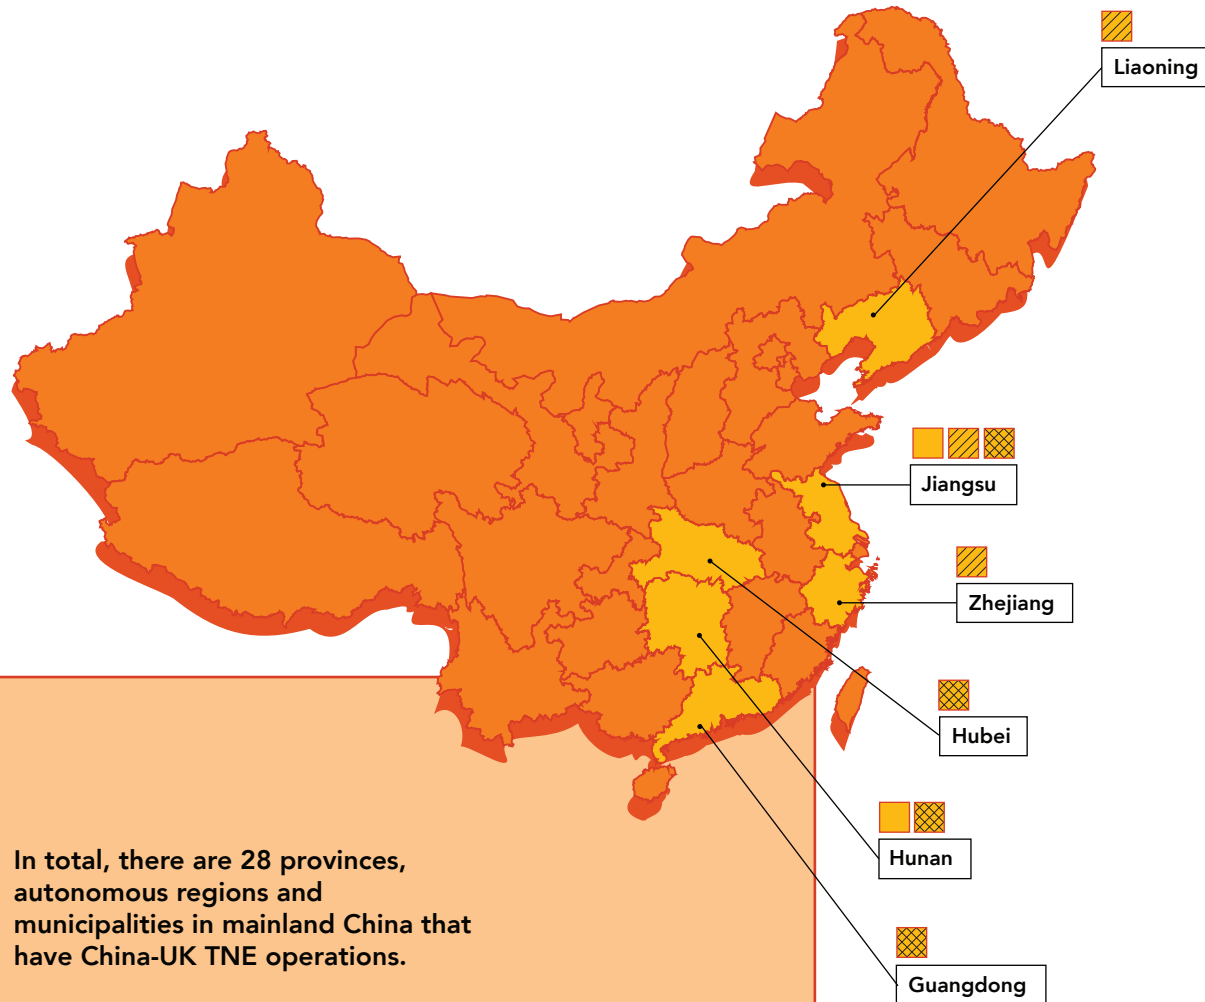 Liaoning
Jiangsu
Zhejiang
Hubei
Hunan
Guangdong
In total, there are 28 provinces,
autonomous regions and
municipalities in mainland China that
have China-UK TNE operations.